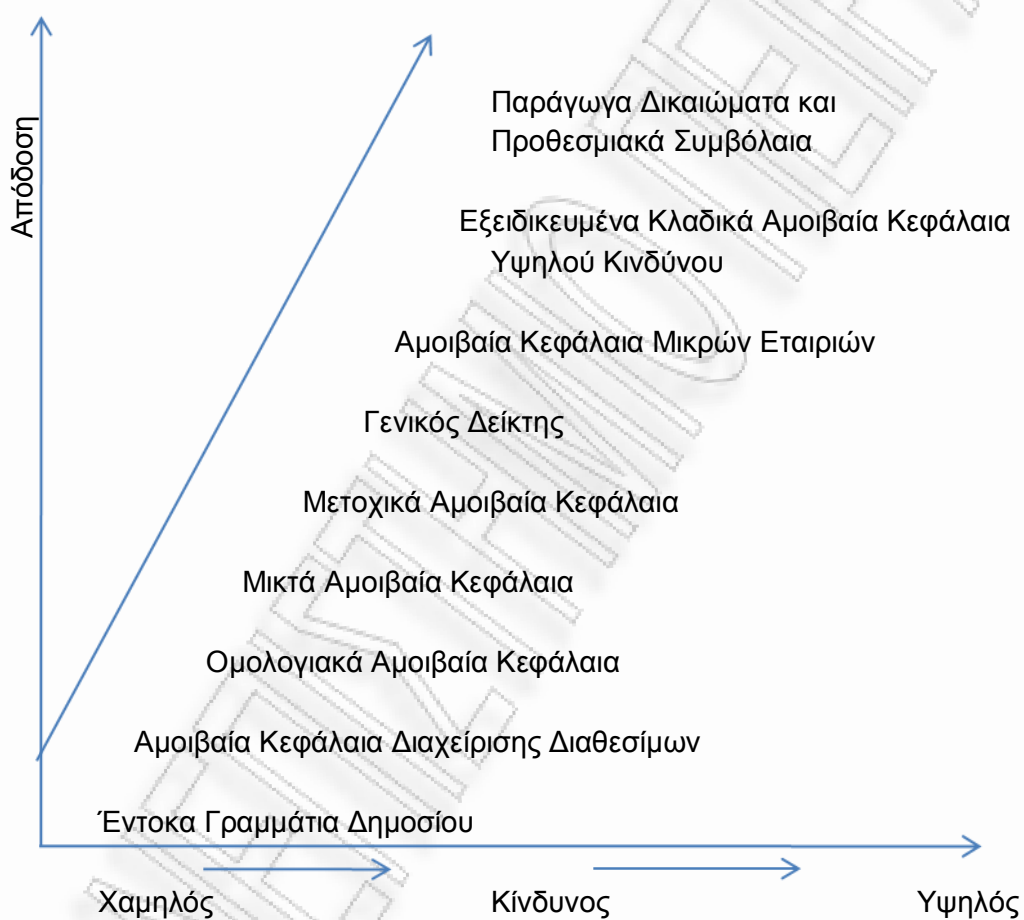 Απόδοση
Παράγωγα Δικαιώματα και
Προθεσμιακά Συμβόλαια
Εξειδικευμένα Κλαδικά Αμοιβαία Κεφάλαια
Υψηλού Κινδύνου
Αμοιβαία Κεφάλαια Μικρών Εταιριών
Γενικός Δείκτης
Μετοχικά Αμοιβαία Κεφάλαια
Μικτά Αμοιβαία Κεφάλαια
Ομολογιακά Αμοιβαία Κεφάλαια
Αμοιβαία Κεφάλαια Διαχείρισης Διαθεσίμων
Έντοκα Γραμμάτια Δημοσίου
Χαμηλός Κίνδυνος Υψηλός